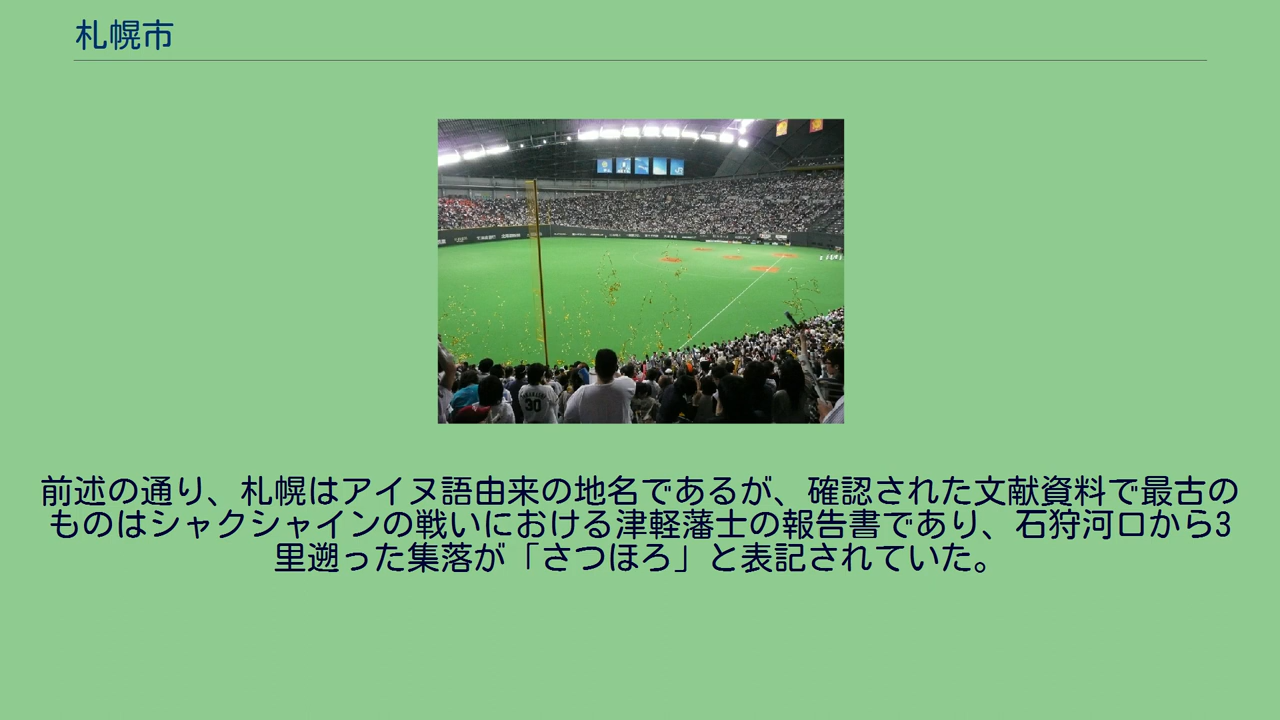 札幌市
30
前述の通り、札幌はアイヌ語由来の地名であるが、確認された文献資料で最古の
ものはシャクシャインの戦いにおける津軽藩士の報告書であり、石狩河口から3
里遡った集落が「さつほろ」と表記されていた。